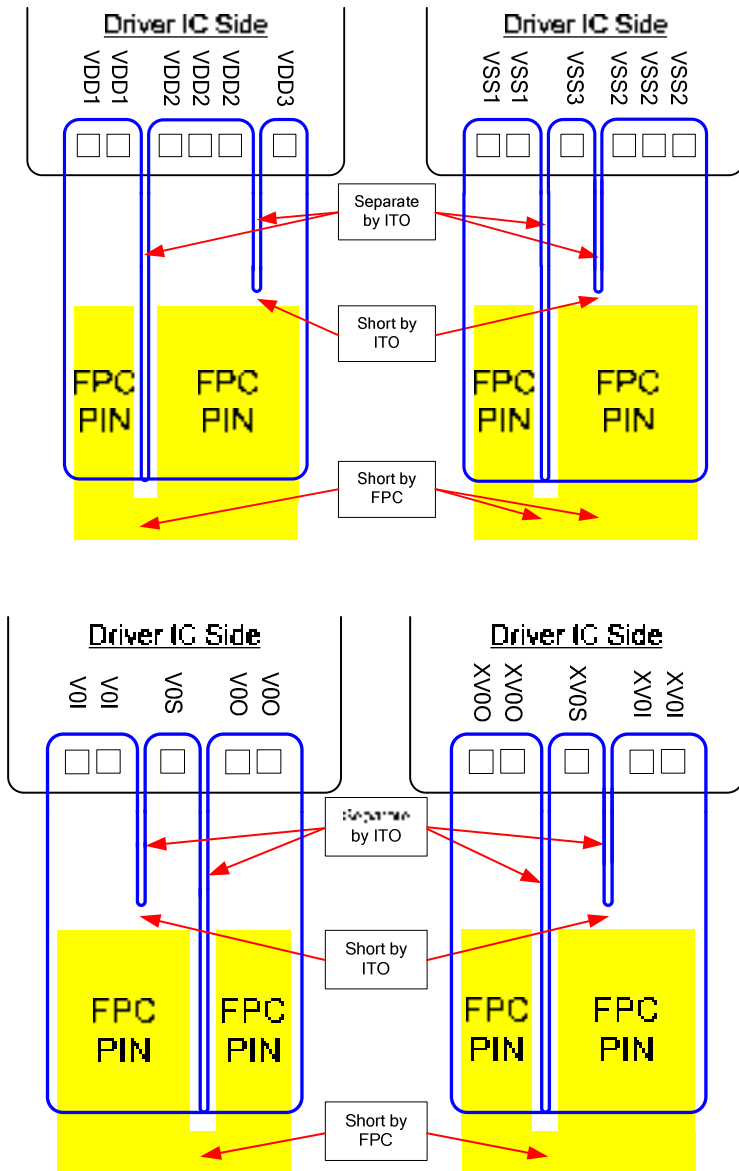 Driver IC Side
VDD1
VDD1
VDD2
VDD2
VDD2
VDD3
Driver IC Side
VSS1
VSS1
VSS3
VSS2
VSS2
VSS2
Separate
by ITO
Short by
ITO
FPC
PIN
FPC
PIN
FPC
PIN
FPC
PIN
Short by
FPC
Driver IC Side
V0I
V0I
V0S
V0O
V0O
Driver IC Side
XV0O
XV0O
XV0S
XV0I
XV0I
Separate
by ITO
Short by
ITO
FPC
PIN
FPC
PIN
FPC
PIN
FPC
PIN
Short by
FPC